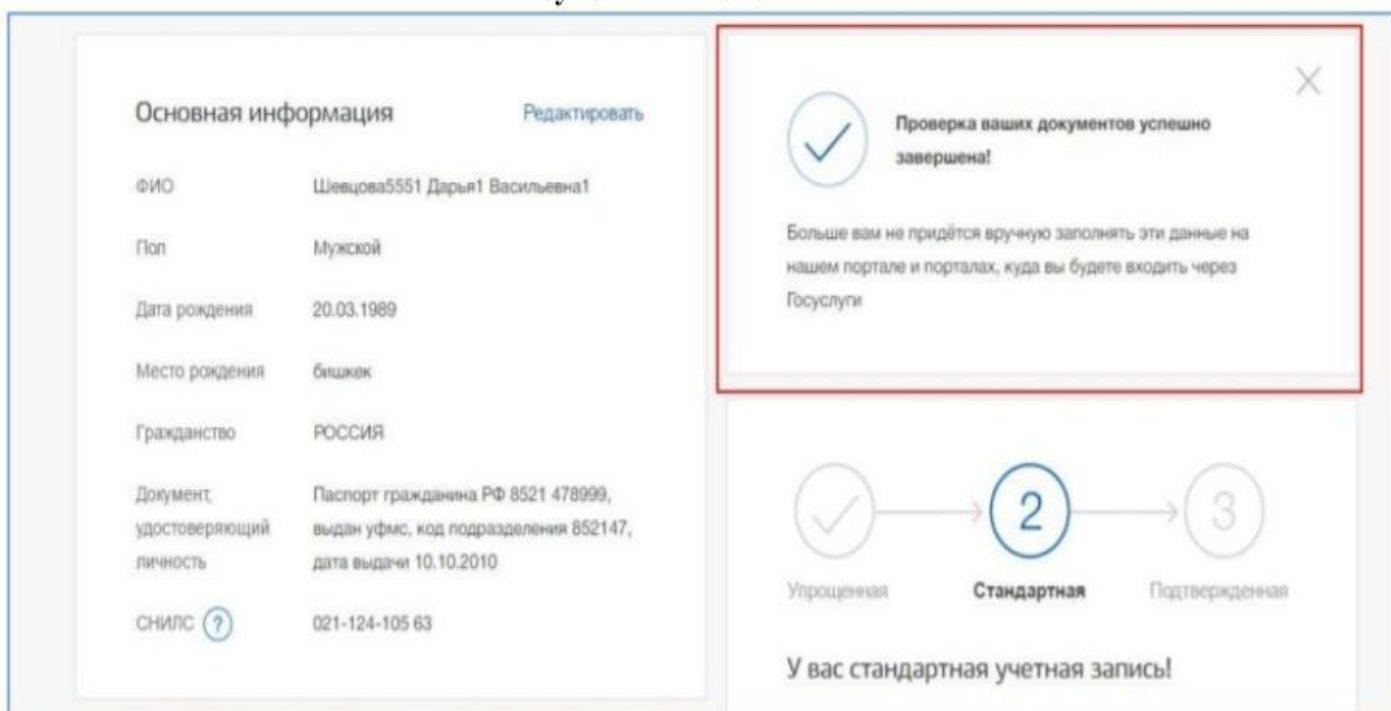 Основная информация
Редактировать
ФИО
Шевцова5551 Дарья1 Васильевна1
Пол
Мужской
Дата рождения
20.03.1989
Место рождения
бишкек
Гражданство
РОССИЯ
Документ,
удостоверяющий
личность
Паспорт гражданина РФ 8521 478999,
выдан уфмс, код подразделения 852147,
дата выдачи 10.10.2010
СНИЛС ?
021-124-105 63
Проверка ваших документов успешно
завершена!
Больше вам не придётся вручную заполнять эти данные на
нашем портале и порталах, куда вы будете входить через
Госуслуги
2
3
Упрощенная
Стандартная
Подтвержденная
У вас стандартная учетная запись!